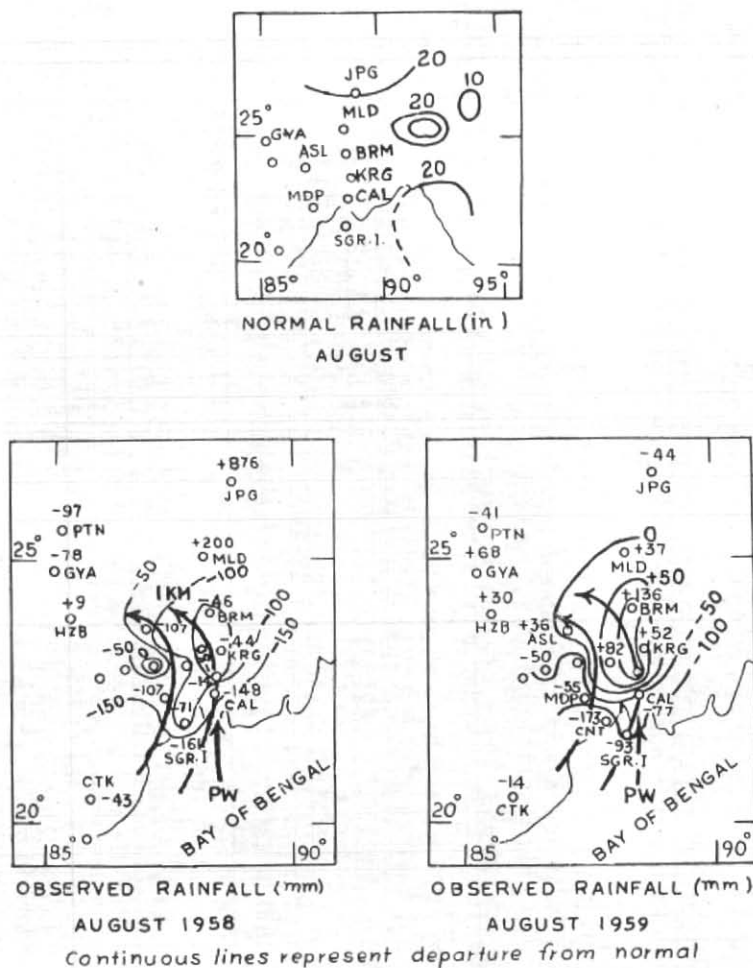 20
JPG
10
MLD
20
25°
GYA
ASL
BRM
KRG
20
MDP
CAL
20°
SGR.I.
85° 90° 95°
NORMAL RAINFALL (in)
AUGUST
+876
JPG
-97
PTN
+200
MLD
25°
-78
GYA
-50
-100
1KM
-46
BRM
-100
+9
HZB
-107
-150
-44
KRG
-50
0
-148
CAL
-107
-150
-71
-161
SGR.I
CTK
-43
PW
BAY OF BENGAL
20°
85 90°
OBSERVED RAINFALL (mm)
AUGUST 1958
-44
JPG
-41
PTN
0
25°
+37
MLD
+68
GYA
+50
+136
BRM
-50
+30
HZB
-100
+36
ASL
+52
KRG
+82
-50
-55
MDP
CAL
-77
-173
CNT
-93
SGR.I
-14
CTK
PW
BAY OF BENGAL
20°
85 90°
OBSERVED RAINFALL (mm)
AUGUST 1959
Continuous lines represent departure from normal